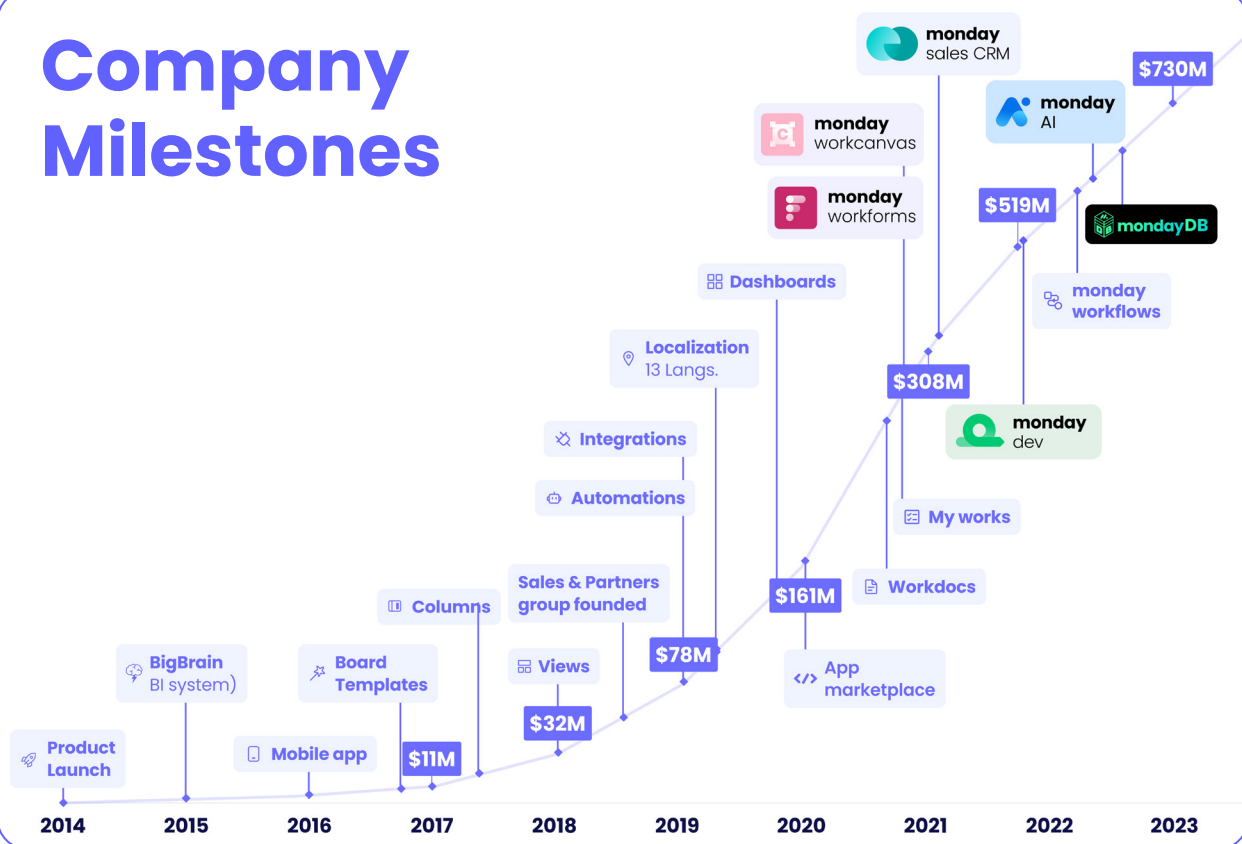 Company
Milestones
monday
sales CRM
$730M
monday
AI
monday
workcanvas
monday
workforms
$519M
mondayDB
Dashboards
monday
workflows
Localization
13 Langs.
$308M
monday
dev
Integrations
Automations
My works
Sales & Partners
group founded
Columns
$161M
Workdocs
BigBrain
BI system)
Board
Templates
Views
$78M
App
marketplace
$32M
Product
Launch
Mobile app
$11M
2014 2015 2016 2017 2018 2019 2020 2021 2022 2023